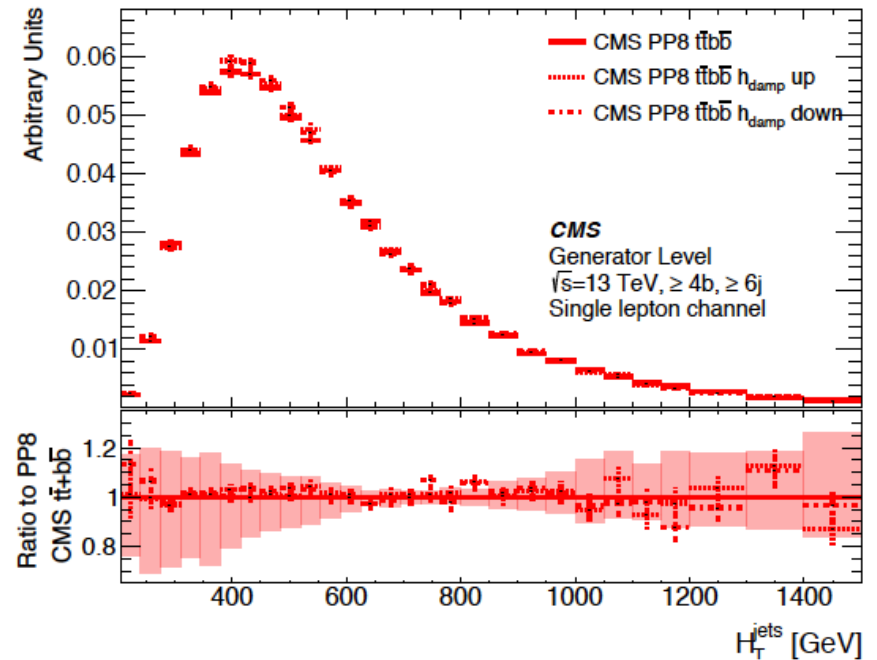 Arbitrary Units
0.06
0.05
0.04
0.03
0.02
0.01
CMS PP8 tt̄bb̄
CMS PP8 tt̄bb̄ h_damp up
CMS PP8 tt̄bb̄ h_damp down
CMS
Generator Level
√s=13 TeV, ≥ 4b, ≥ 6j
Single lepton channel
Ratio to PP8
CMS tt̄+bb̄
1.2
1
0.8
400 600 800 1000 1200 1400
H_T^jets [GeV]